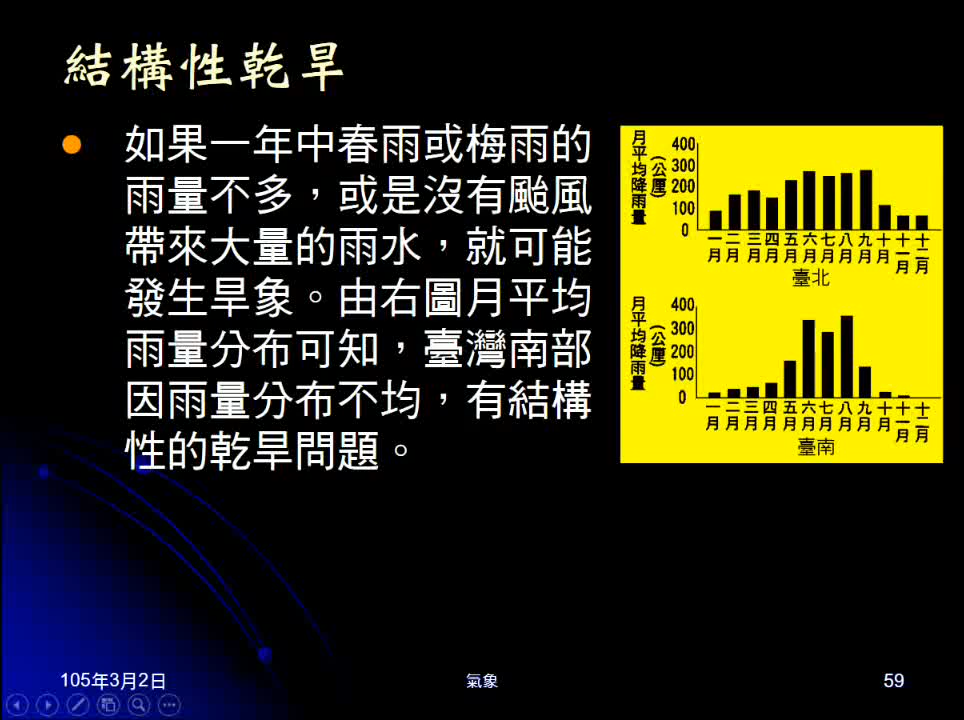 結構性乾旱
如果一年中春雨或梅雨的
雨量不多，或是沒有颱風
帶來大量的雨水，就可能
發生旱象。由右圖月平均
雨量分布可知，臺灣南部
因雨量分布不均，有結構
性的乾旱問題。
月平均降雨量
(公厘)
400
300
200
100
0
一月 二月 三月 四月 五月 六月 七月 八月 九月 十月 十一月 十二月
臺北
月平均降雨量
(公厘)
400
300
200
100
0
一月 二月 三月 四月 五月 六月 七月 八月 九月 十月 十一月 十二月
臺南
105年3月2日
氣象
59